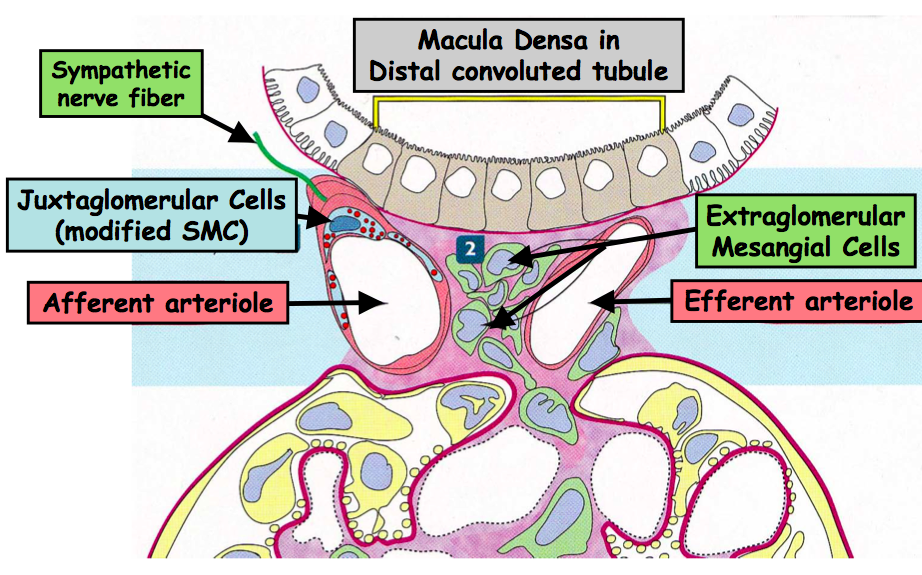 Macula Densa in
Distal convoluted tubule
Sympathetic
nerve fiber
Juxtaglomerular Cells
(modified SMC)
Extraglomerular
Mesangial Cells
2
Afferent arteriole
Efferent arteriole